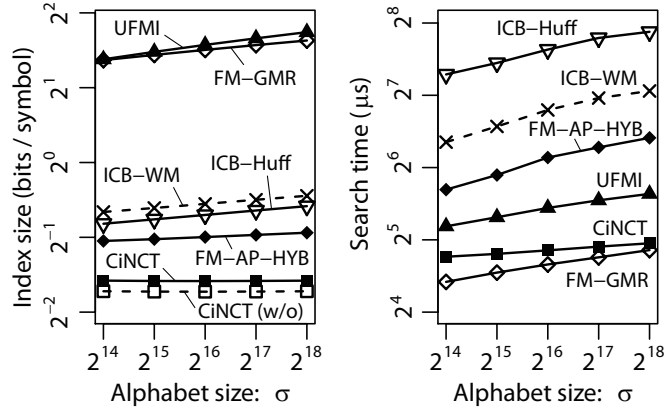 Index size (bits / symbol)
2^2
2^1
2^0
2^−1
2^−2
UFMI
FM−GMR
ICB−WM
ICB−Huff
FM−AP−HYB
CiNCT
CiNCT (w/o)
2^14 2^15 2^16 2^17 2^18
Alphabet size: σ
Search time (μs)
2^8
2^7
2^6
2^5
2^4
ICB−Huff
ICB−WM
FM−AP−HYB
UFMI
CiNCT
FM−GMR
2^14 2^15 2^16 2^17 2^18
Alphabet size: σ